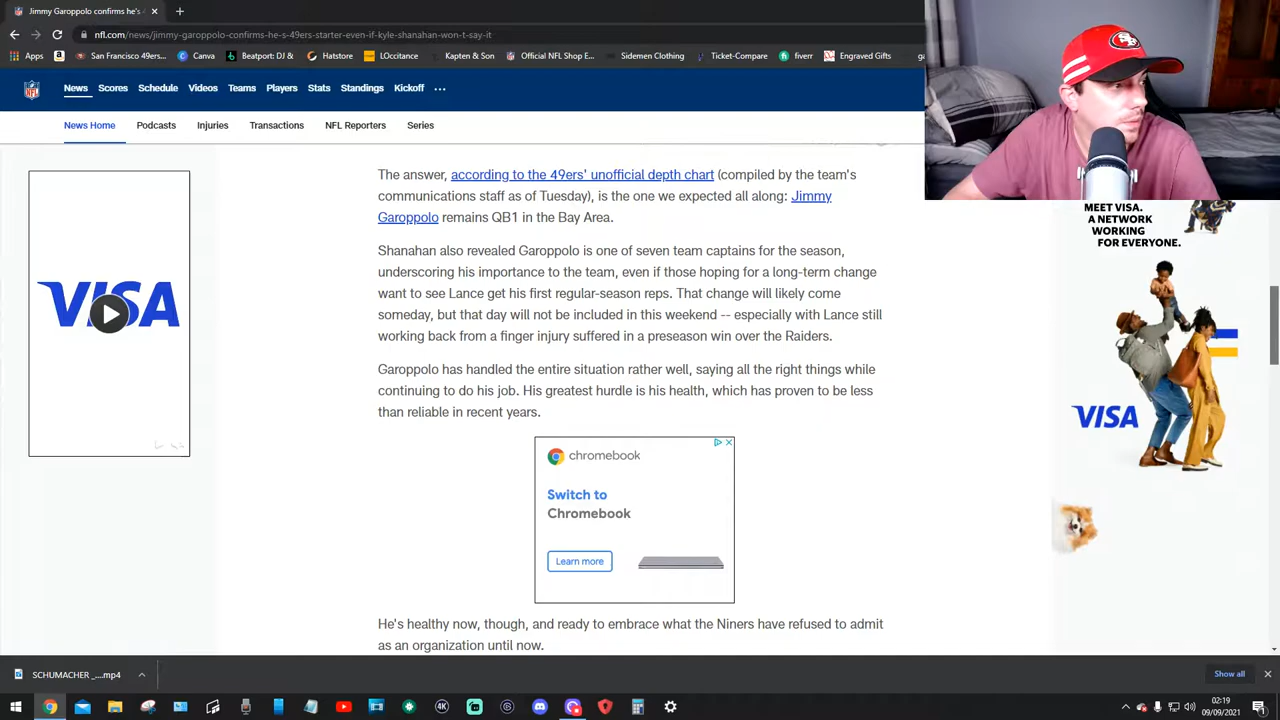 Jimmy Garoppolo confirms he's
nfl.com/news/jimmy-garoppolo-confirms-he-s-49ers-starter-even-if-kyle-shanahan-won-t-say-it
Apps
San Francisco 49ers...
Canva
Beatport: DJ &
Hatstore
LOccitane
Kapten & Son
Official NFL Shop E...
Sidemen Clothing
Ticket-Compare
fiverr
Engraved Gifts
News Scores Schedule Videos Teams Players Stats Standings Kickoff ...
News Home Podcasts Injuries Transactions NFL Reporters Series
The answer, according to the 49ers' unofficial depth chart (compiled by the team's
communications staff as of Tuesday), is the one we expected all along: Jimmy
Garoppolo remains QB1 in the Bay Area.
Shanahan also revealed Garoppolo is one of seven team captains for the season,
underscoring his importance to the team, even if those hoping for a long-term change
want to see Lance get his first regular-season reps. That change will likely come
someday, but that day will not be included in this weekend -- especially with Lance still
working back from a finger injury suffered in a preseason win over the Raiders.
Garoppolo has handled the entire situation rather well, saying all the right things while
continuing to do his job. His greatest hurdle is his health, which has proven to be less
than reliable in recent years.
chromebook
Switch to
Chromebook
Learn more
He's healthy now, though, and ready to embrace what the Niners have refused to admit
as an organization until now.
VISA
MEET VISA.
A NETWORK
WORKING
FOR EVERYONE.
VISA
SCHUMACHER _....mp4
Show all
4K
02:19
09/09/2021